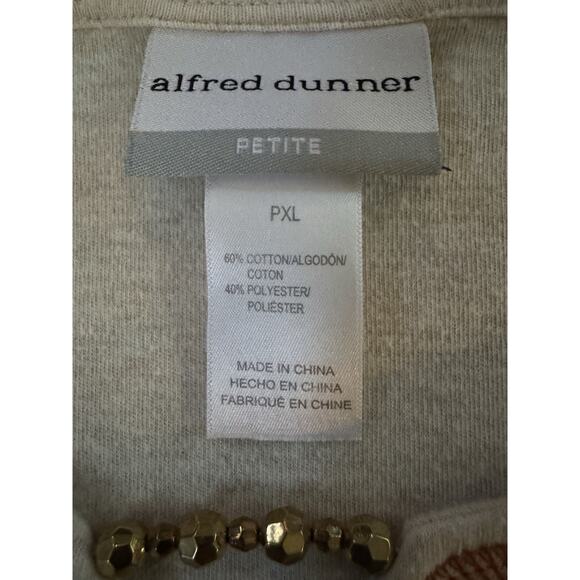 alfred dunner
PETITE
PXL
60% COTTON/ALGODÓN/
COTON
40% POLYESTER/
POLIÉSTER
MADE IN CHINA
HECHO EN CHINA
FABRIQUÉ EN CHINE